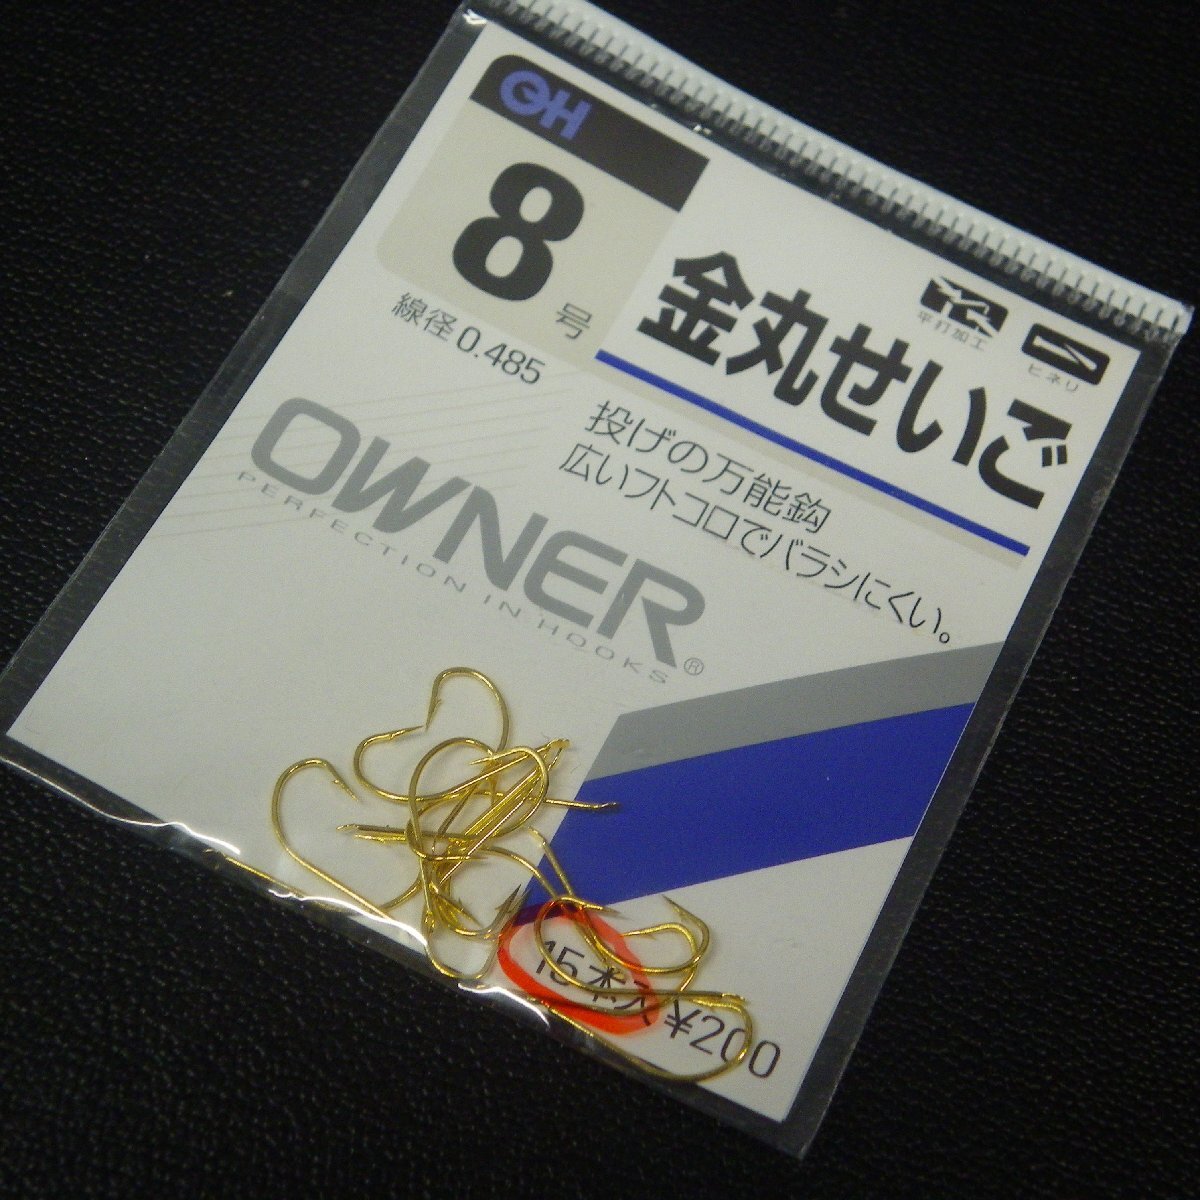 OH
8号
線径0.485
金丸せいご
平打加工
ヒネリ
投げの万能鈎
広いフトコロでバラシにくい。
OWNER®
PERFECTION IN HOOKS
15本入 ¥200